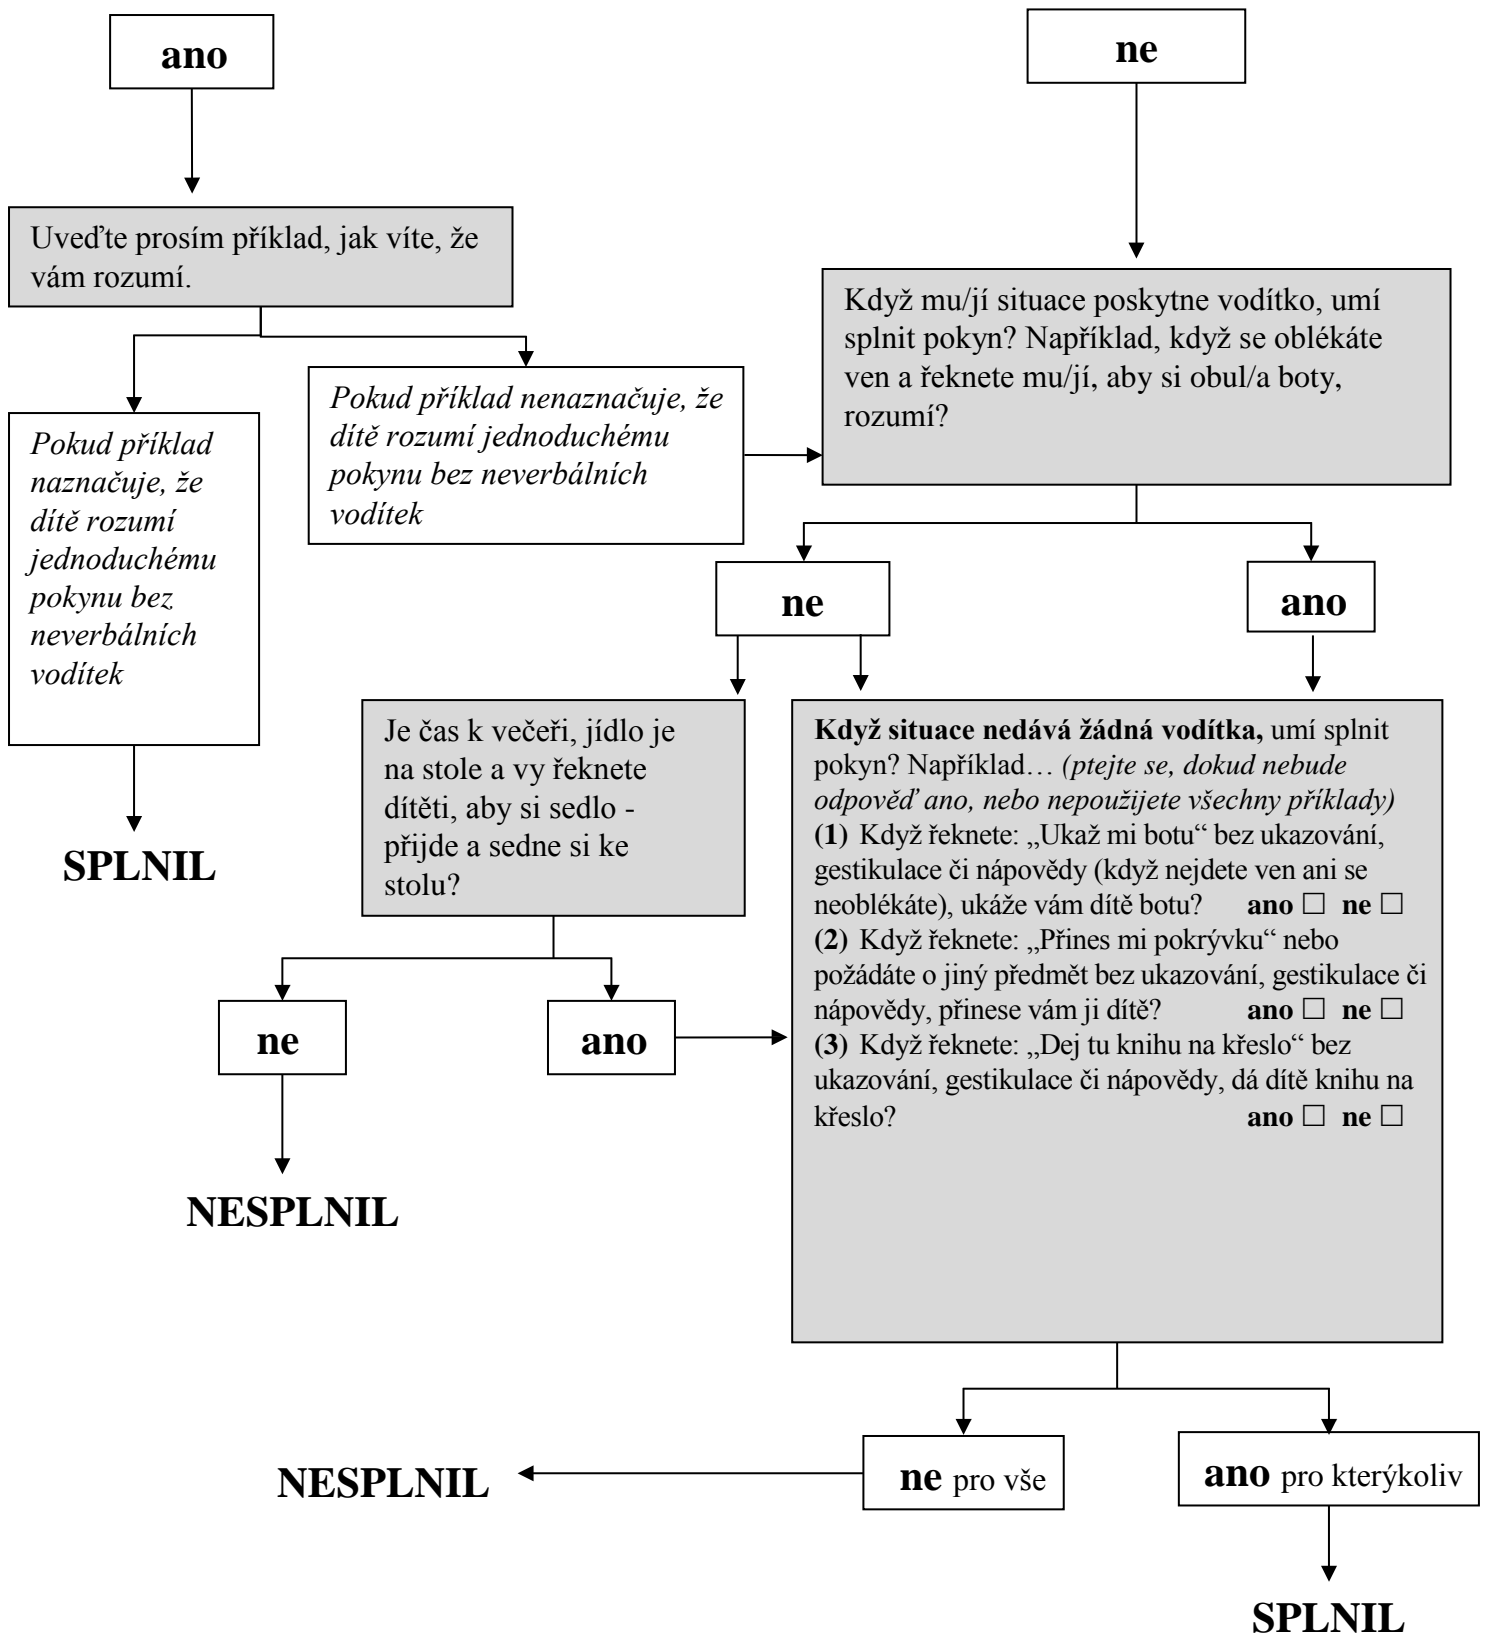 ano
ne
Uveďte prosím příklad, jak víte, že
vám rozumí.
Když mu/jí situace poskytne vodítko, umí
splnit pokyn? Například, když se oblékáte
ven a řeknete mu/jí, aby si obul/a boty,
rozumí?
Pokud příklad nenaznačuje, že
dítě rozumí jednoduchému
pokynu bez neverbálních
vodítek
Pokud příklad
naznačuje, že
dítě rozumí
jednoduchému
pokynu bez
neverbálních
vodítek
SPLNIL
ne
ano
Je čas k večeři, jídlo je
na stole a vy řeknete
dítěti, aby si sedlo -
přijde a sedne si ke
stolu?
ne
ano
NESPLNIL
Když situace nedává žádná vodítka, umí splnit
pokyn? Například… (ptejte se, dokud nebude
odpověď ano, nebo nepoužijete všechny příklady)
(1) Když řeknete: „Ukaž mi botu“ bez ukazování,
gestikulace či nápovědy (když nejdete ven ani se
neoblékáte), ukáže vám dítě botu? ano □ ne □
(2) Když řeknete: „Přines mi pokrývku“ nebo
požádáte o jiný předmět bez ukazování, gestikulace či
nápovědy, přinese vám ji dítě? ano □ ne □
(3) Když řeknete: „Dej tu knihu na křeslo“ bez
ukazování, gestikulace či nápovědy, dá dítě knihu na
křeslo? ano □ ne □
ne pro vše
ano pro kterýkoliv
NESPLNIL
SPLNIL